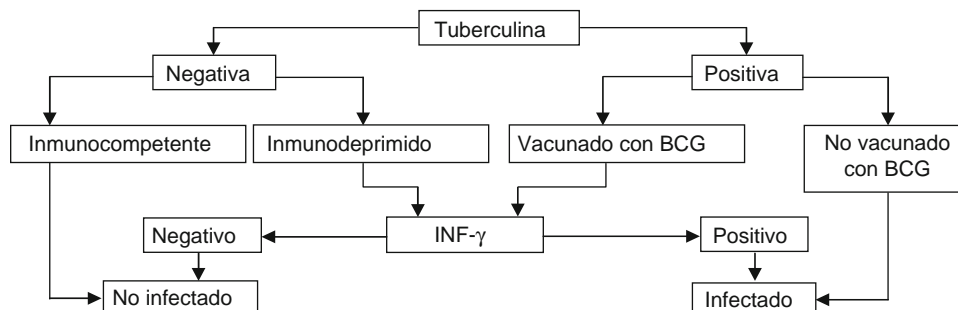 Tuberculina
Negativa
Positiva
Inmunocompetente
Inmunodeprimido
Vacunado con BCG
No vacunado
con BCG
Negativo
INF-γ
Positivo
No infectado
Infectado